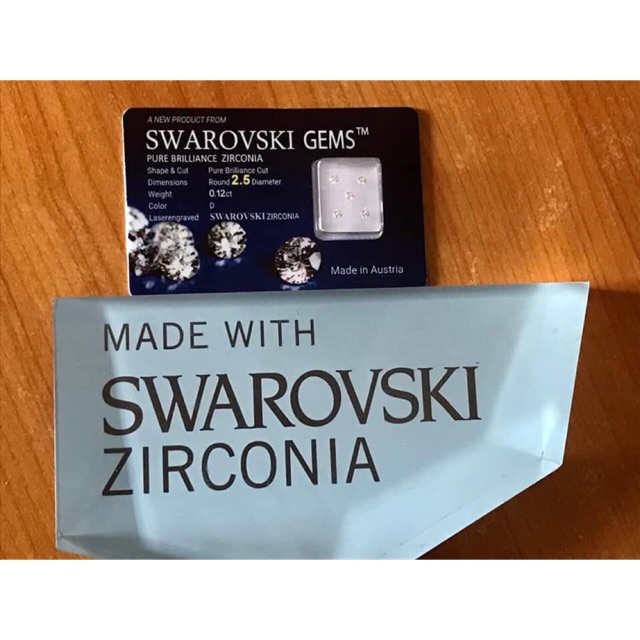 A NEW PRODUCT FROM
SWAROVSKI GEMS™
PURE BRILLIANCE ZIRCONIA
Shape & Cut Pure Brilliance Cut
Dimensions Round 2.5 Diameter
Weight 0.12ct
Color D
Laserengraved SWAROVSKI ZIRCONIA
Made in Austria
MADE WITH
SWAROVSKI
ZIRCONIA